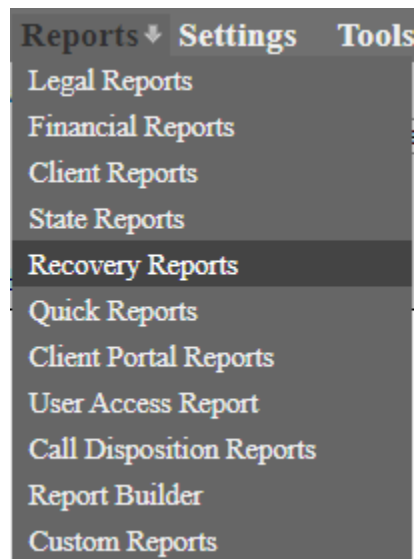 Reports Settings Tools
Legal Reports
Financial Reports
Client Reports
State Reports
Recovery Reports
Quick Reports
Client Portal Reports
User Access Report
Call Disposition Reports
Report Builder
Custom Reports